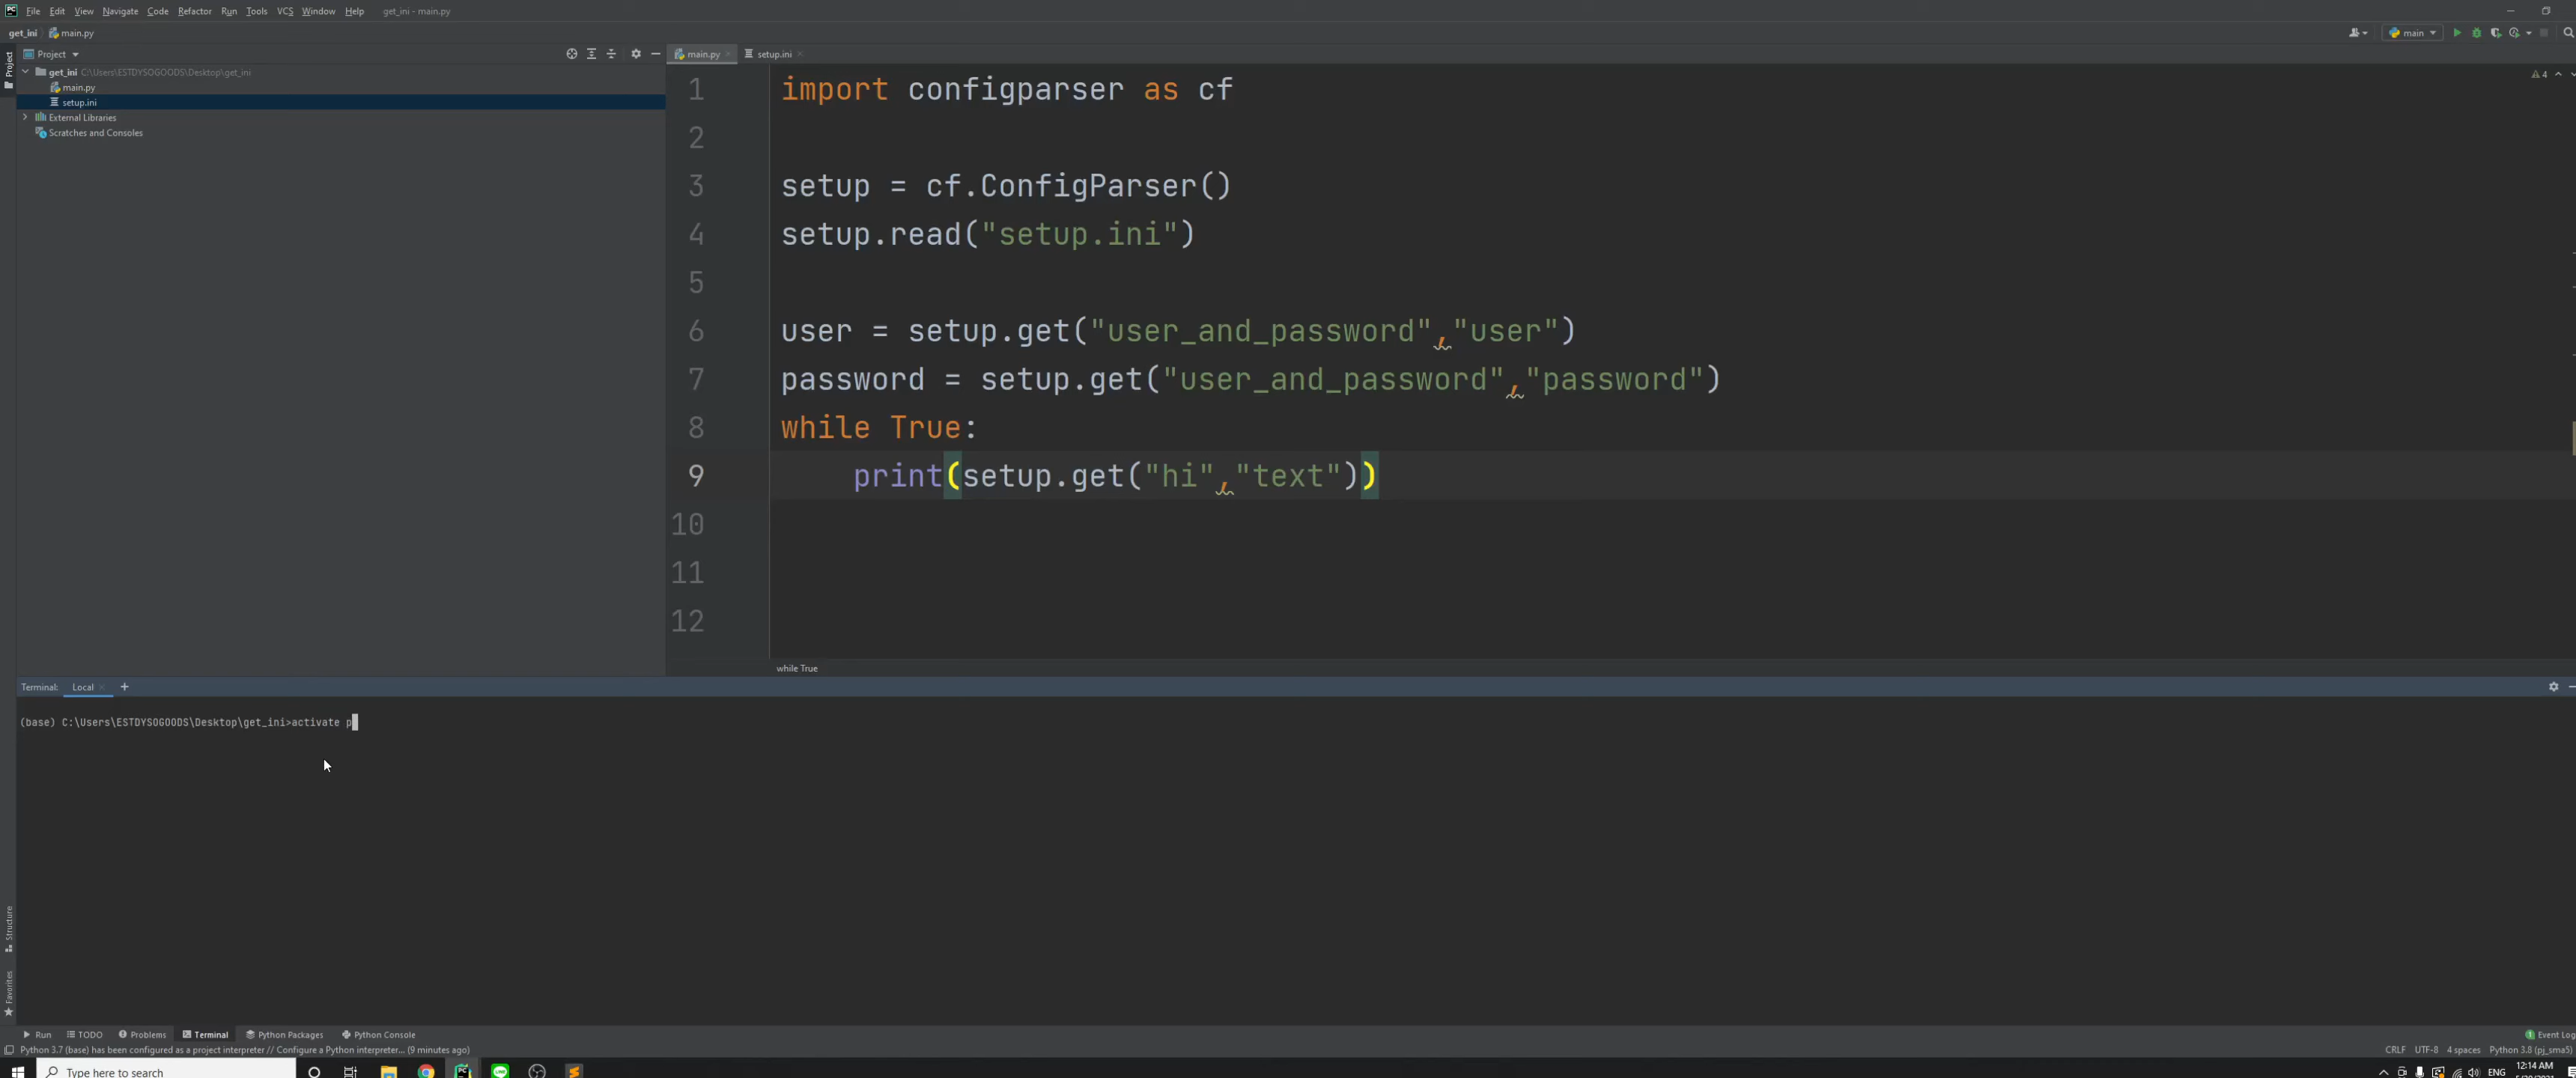 File Edit View Navigate Code Refactor Run Tools VCS Window Help get_ini - main.py
get_ini main.py main
Project
main.py setup.ini
get_ini C:\Users\ESTDYSOGOODS\Desktop\get_ini
main.py
setup.ini
External Libraries
Scratches and Consoles
Project
4
1 import configparser as cf
2
3 setup = cf.ConfigParser()
4 setup.read("setup.ini")
5
6 user = setup.get("user_and_password","user")
7 password = setup.get("user_and_password","password")
8 while True:
9 print(setup.get("hi","text"))
10
11
12
while True
Terminal: Local +
(base) C:\Users\ESTDYSOGOODS\Desktop\get_ini>activate p
Structure
Favorites
Run TODO Problems Terminal Python Packages Python Console 1 Event Log
Python 3.7 (base) has been configured as a project interpreter // Configure a Python interpreter... (9 minutes ago) CRLF UTF-8 4 spaces Python 3.8 (pj_sma5)
Type here to search ENG 12:14 AM